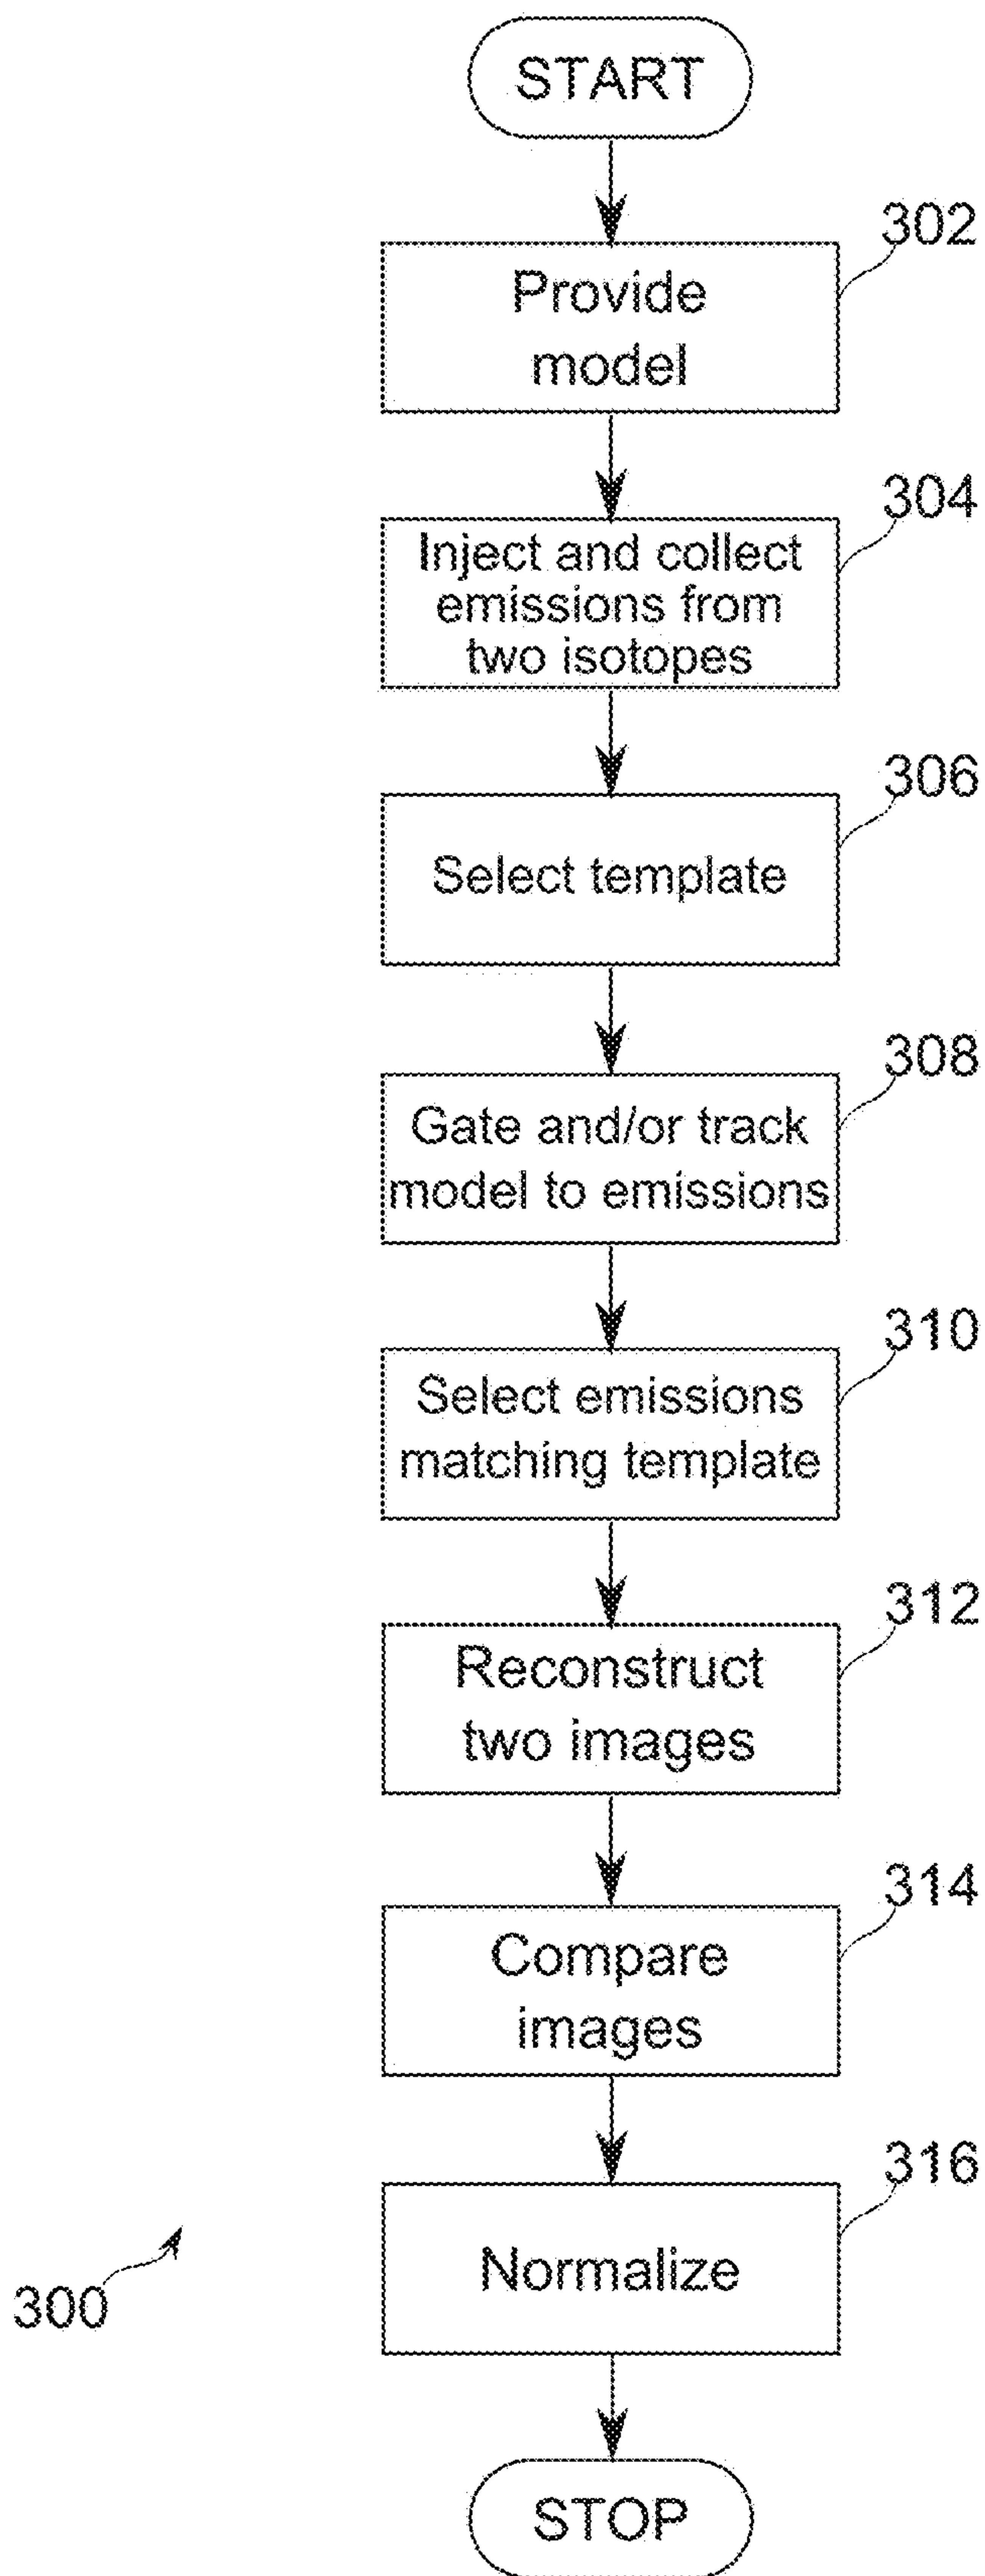 START
302
Provide
model
304
Inject and collect
emissions from
two isotopes
306
Select template
308
Gate and/or track
model to emissions
310
Select emissions
matching template
312
Reconstruct
two images
314
Compare
images
316
Normalize
300
STOP